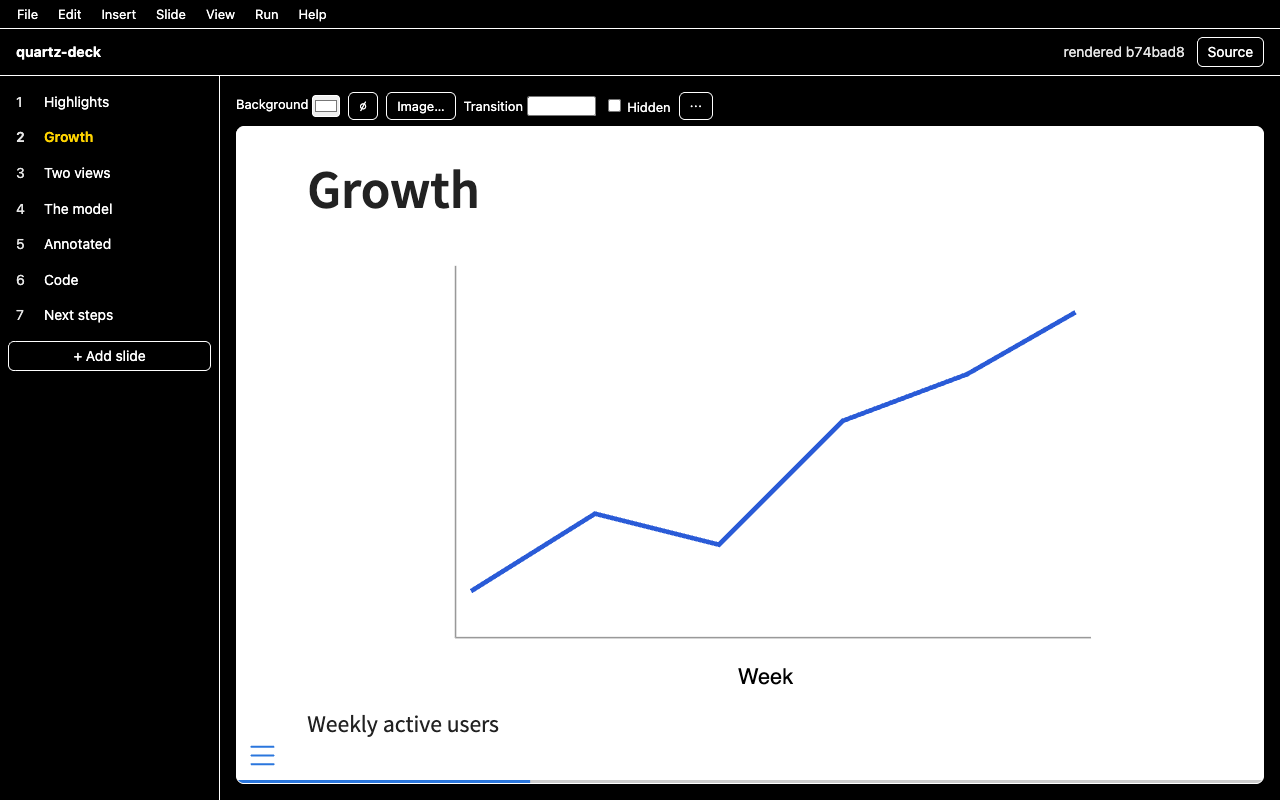 File Edit Insert Slide View Run Help
quartz-deck
rendered b74bad8 Source
1 Highlights
2 Growth
3 Two views
4 The model
5 Annotated
6 Code
7 Next steps
+ Add slide
Background ∅ Image... Transition Hidden ...
Growth
Week
Weekly active users